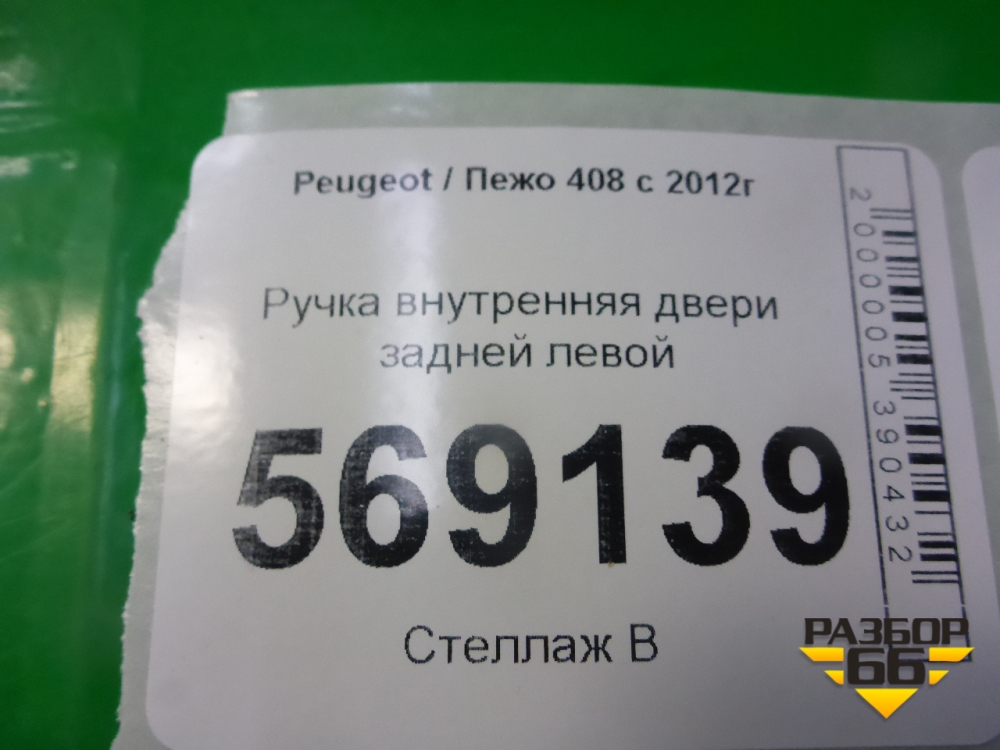 Peugeot / Пежо 408 с 2012г
Ручка внутренняя двери
задней левой
569139
Стеллаж В
2000005390432
РАЗБОР
66